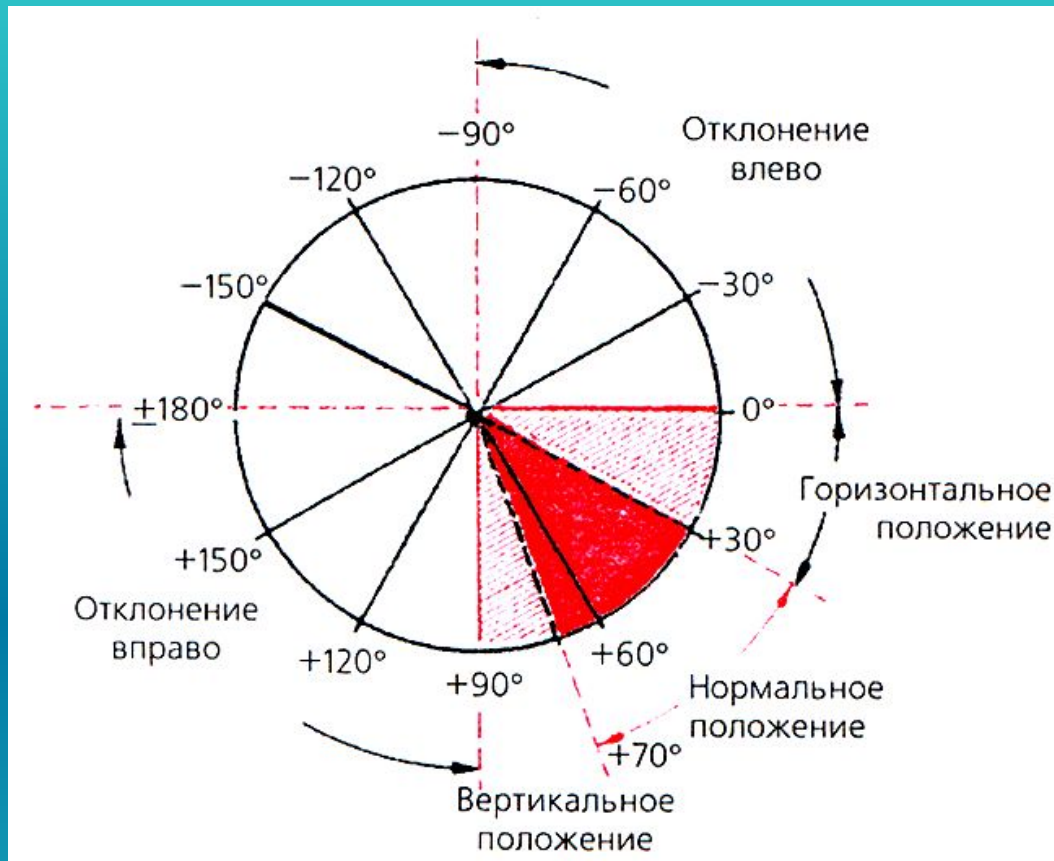 −90°
Отклонение
влево
−120°
−60°
−150°
−30°
±180°
0°
Горизонтальное
положение
+150°
+30°
Отклонение
вправо
+120°
+60°
+90°
Нормальное
положение
+70°
Вертикальное
положение